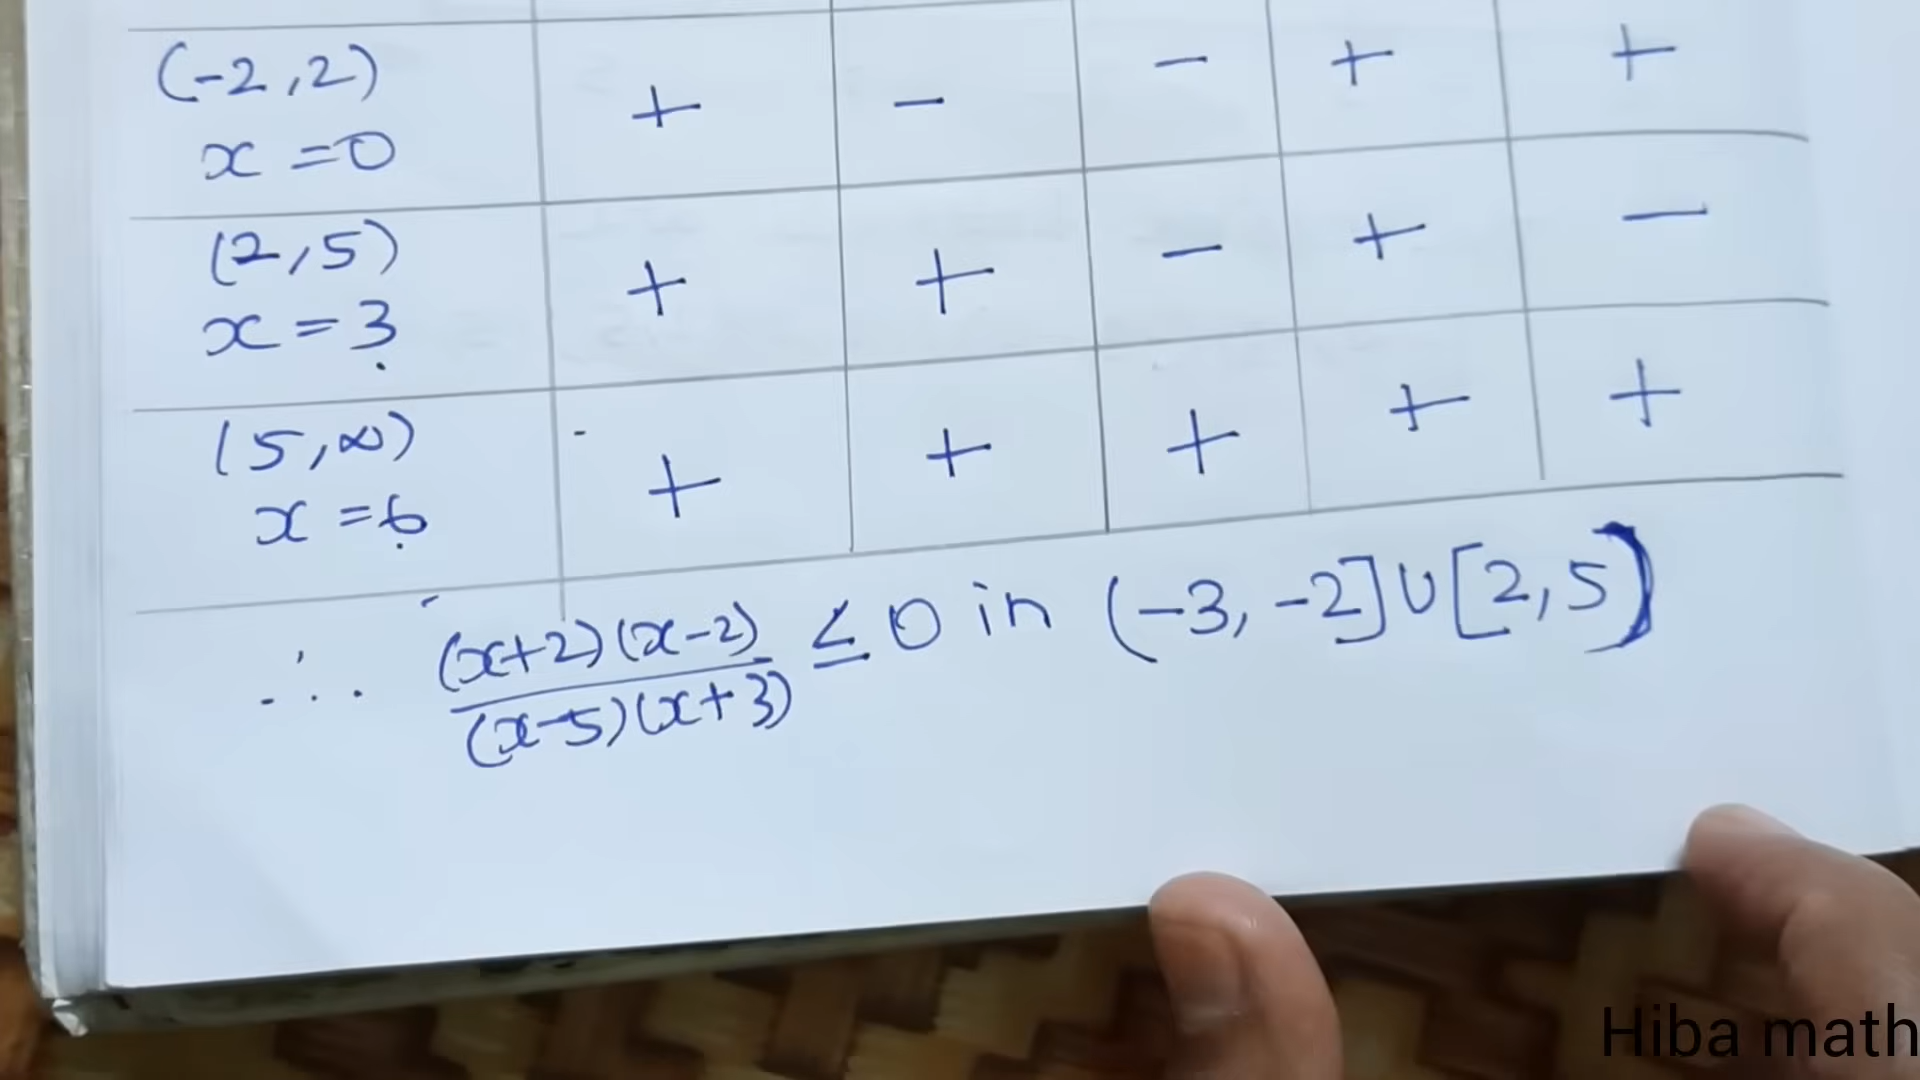 (-2,2) + - - + +
x=0
(2,5) + + - + -
x=3
(5,∞) + + + + +
x=6
∴ (x+2)(x-2) ≤ 0 in (-3, -2] ∪ [2, 5)
(x-5)(x+3)
Hiba math